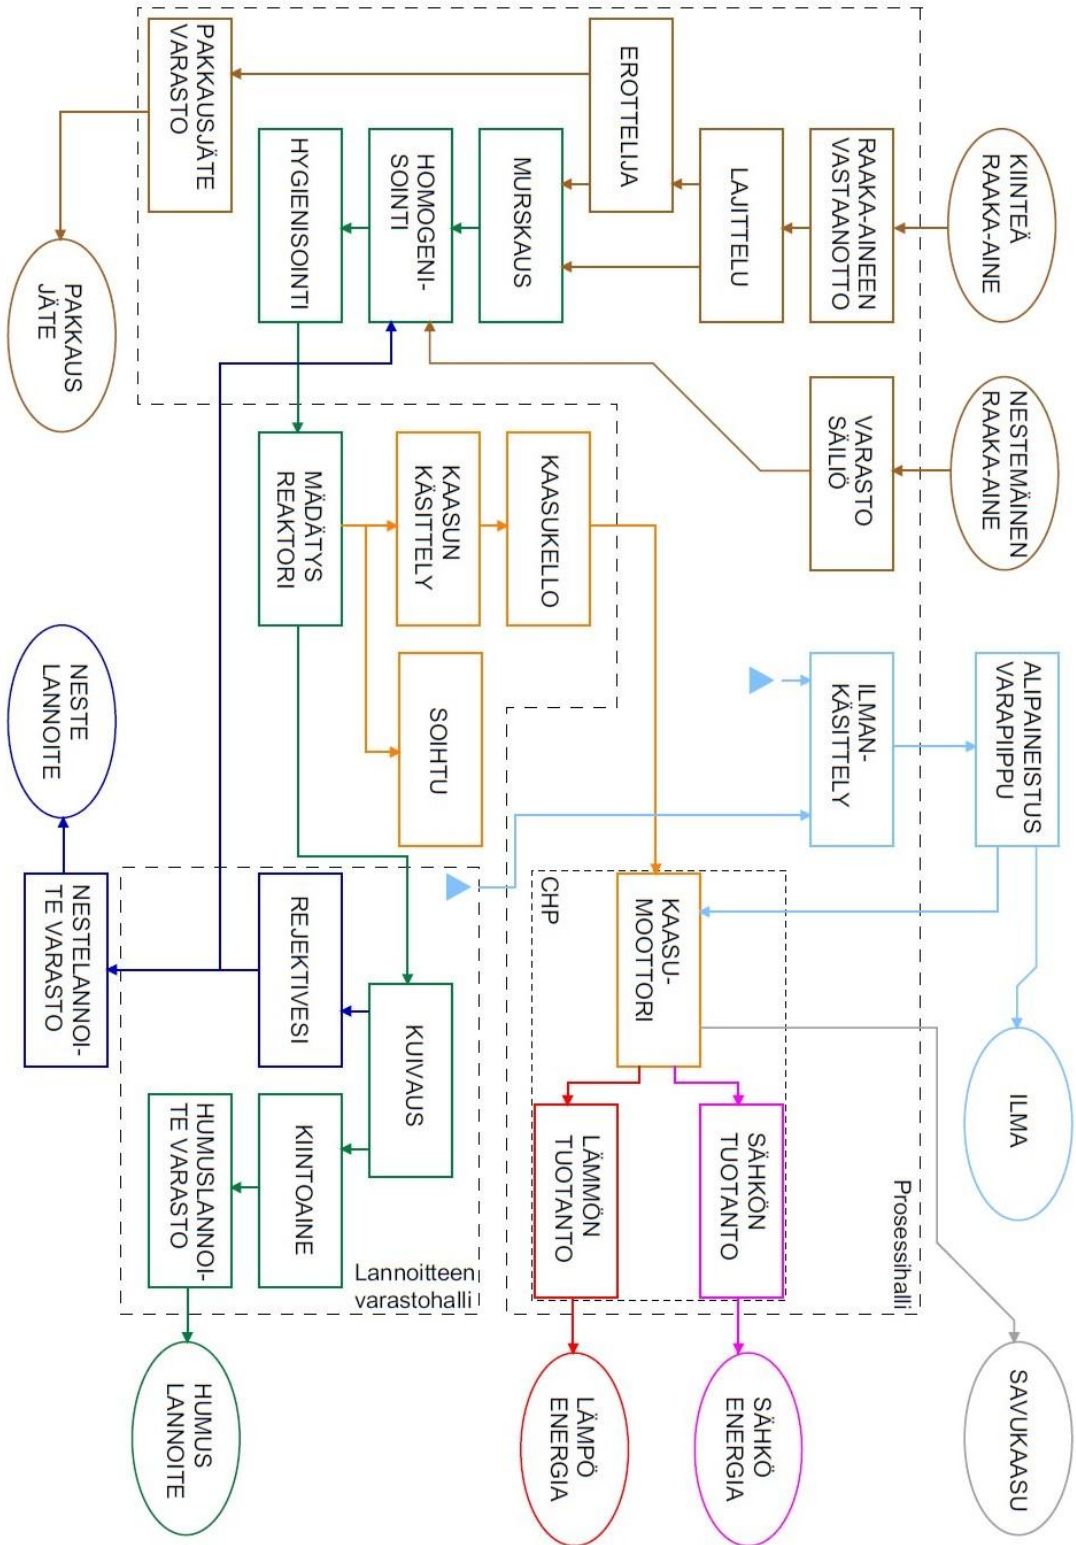 KIINTEÄ
RAAKA-AINE
NESTEMÄINEN
RAAKA-AINE
ALIPAINEISTUS
VARAPIIPPU
ILMA
SAVUKAASU
RAAKA-AINEEN
VASTAANOTTO
VARASTO
SÄILIÖ
ILMAN-
KÄSITTELY
Prosessihalli
LAJITTELU
SÄHKÖN
TUOTANTO
SÄHKÖ
ENERGIA
EROTTELIJA
KAASU-
MOOTTORI
MURSKAUS
KAASUKELLO
CHP
LÄMMÖN
TUOTANTO
LÄMPÖ
ENERGIA
HOMOGENI-
SOINTI
KAASUN
KÄSITTELY
SOIHTU
KUIVAUS
Lannoitteen
varastohalli
HYGIENISOINTI
MÄDÄTYS
REAKTORI
REJEKTIVESI
KINTOAINE
PAKKAUSJÄTE
VARASTO
HUMUSLANNOI-
TE VARASTO
HUMUS
LANNOITE
PAKKAUS
JÄTE
NESTE
LANNOITE
NESTELANNOI-
TE VARASTO